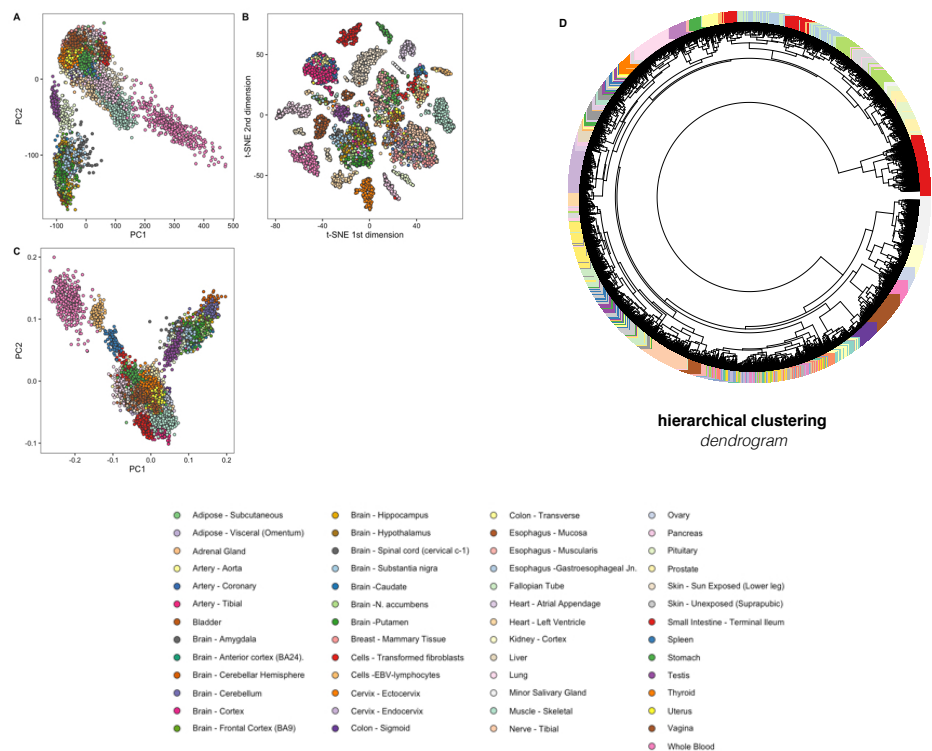 A
100
50
0
-100
PC2
-100
0
100
200
300
400
500
PC1
B
t-SNE 2nd dimension
50
0
-50
-80
-40
0
40
t-SNE 1st dimension
C
0.2
0.1
0.0
-0.1
PC2
-0.2
-0.1
0.0
0.1
0.2
PC1
D
hierarchical clustering
dendrogram
Adipose - Subcutaneous
Adipose - Visceral (Omentum)
Adrenal Gland
Artery - Aorta
Artery - Coronary
Artery - Tibial
Bladder
Brain - Amygdala
Brain - Anterior cortex (BA24).
Brain - Cerebellar Hemisphere
Brain - Cerebellum
Brain - Cortex
Brain - Frontal Cortex (BA9)
Brain - Hippocampus
Brain - Hypothalamus
Brain - Spinal cord (cervical c-1)
Brain - Substantia nigra
Brain -Caudate
Brain -N. accumbens
Brain -Putamen
Breast - Mammary Tissue
Cells - Transformed fibroblasts
Cells -EBV-lymphocytes
Cervix - Ectocervix
Cervix - Endocervix
Colon - Sigmoid
Colon - Transverse
Esophagus - Mucosa
Esophagus - Muscularis
Esophagus -Gastroesophageal Jn.
Fallopian Tube
Heart - Atrial Appendage
Heart - Left Ventricle
Kidney - Cortex
Liver
Lung
Minor Salivary Gland
Muscle - Skeletal
Nerve - Tibial
Ovary
Pancreas
Pituitary
Prostate
Skin - Sun Exposed (Lower leg)
Skin - Unexposed (Suprapubic)
Small Intestine - Terminal Ileum
Spleen
Stomach
Testis
Thyroid
Uterus
Vagina
Whole Blood